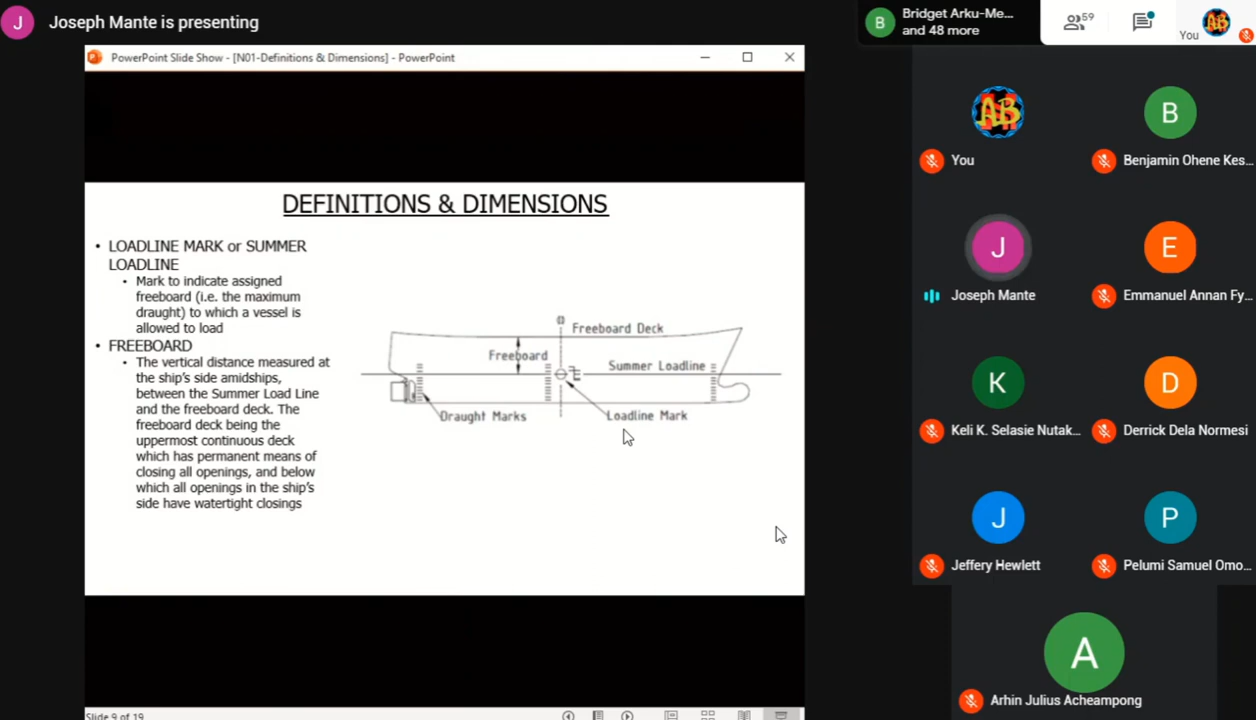 J
Joseph Mante is presenting
B
Bridget Arku-Me...
and 48 more
59
You
PowerPoint Slide Show - [N01-Definitions & Dimensions] - PowerPoint
DEFINITIONS & DIMENSIONS
• LOADLINE MARK or SUMMER
LOADLINE
• Mark to indicate assigned
freeboard (i.e. the maximum
draught) to which a vessel is
allowed to load
• FREEBOARD
• The vertical distance measured at
the ship's side amidships,
between the Summer Load Line
and the freeboard deck. The
freeboard deck being the
uppermost continuous deck
which has permanent means of
closing all openings, and below
which all openings in the ship's
side have watertight closings
Freeboard Deck
Freeboard
Summer Loadline
Draught Marks
Loadline Mark
Slide 9 of 19
AB
You
B
Benjamin Ohene Kes...
J
Joseph Mante
E
Emmanuel Annan Fy...
K
Keli K. Selasie Nutak...
D
Derrick Dela Normesi
J
Jeffery Hewlett
P
Pelumi Samuel Omo...
A
Arhin Julius Acheampong